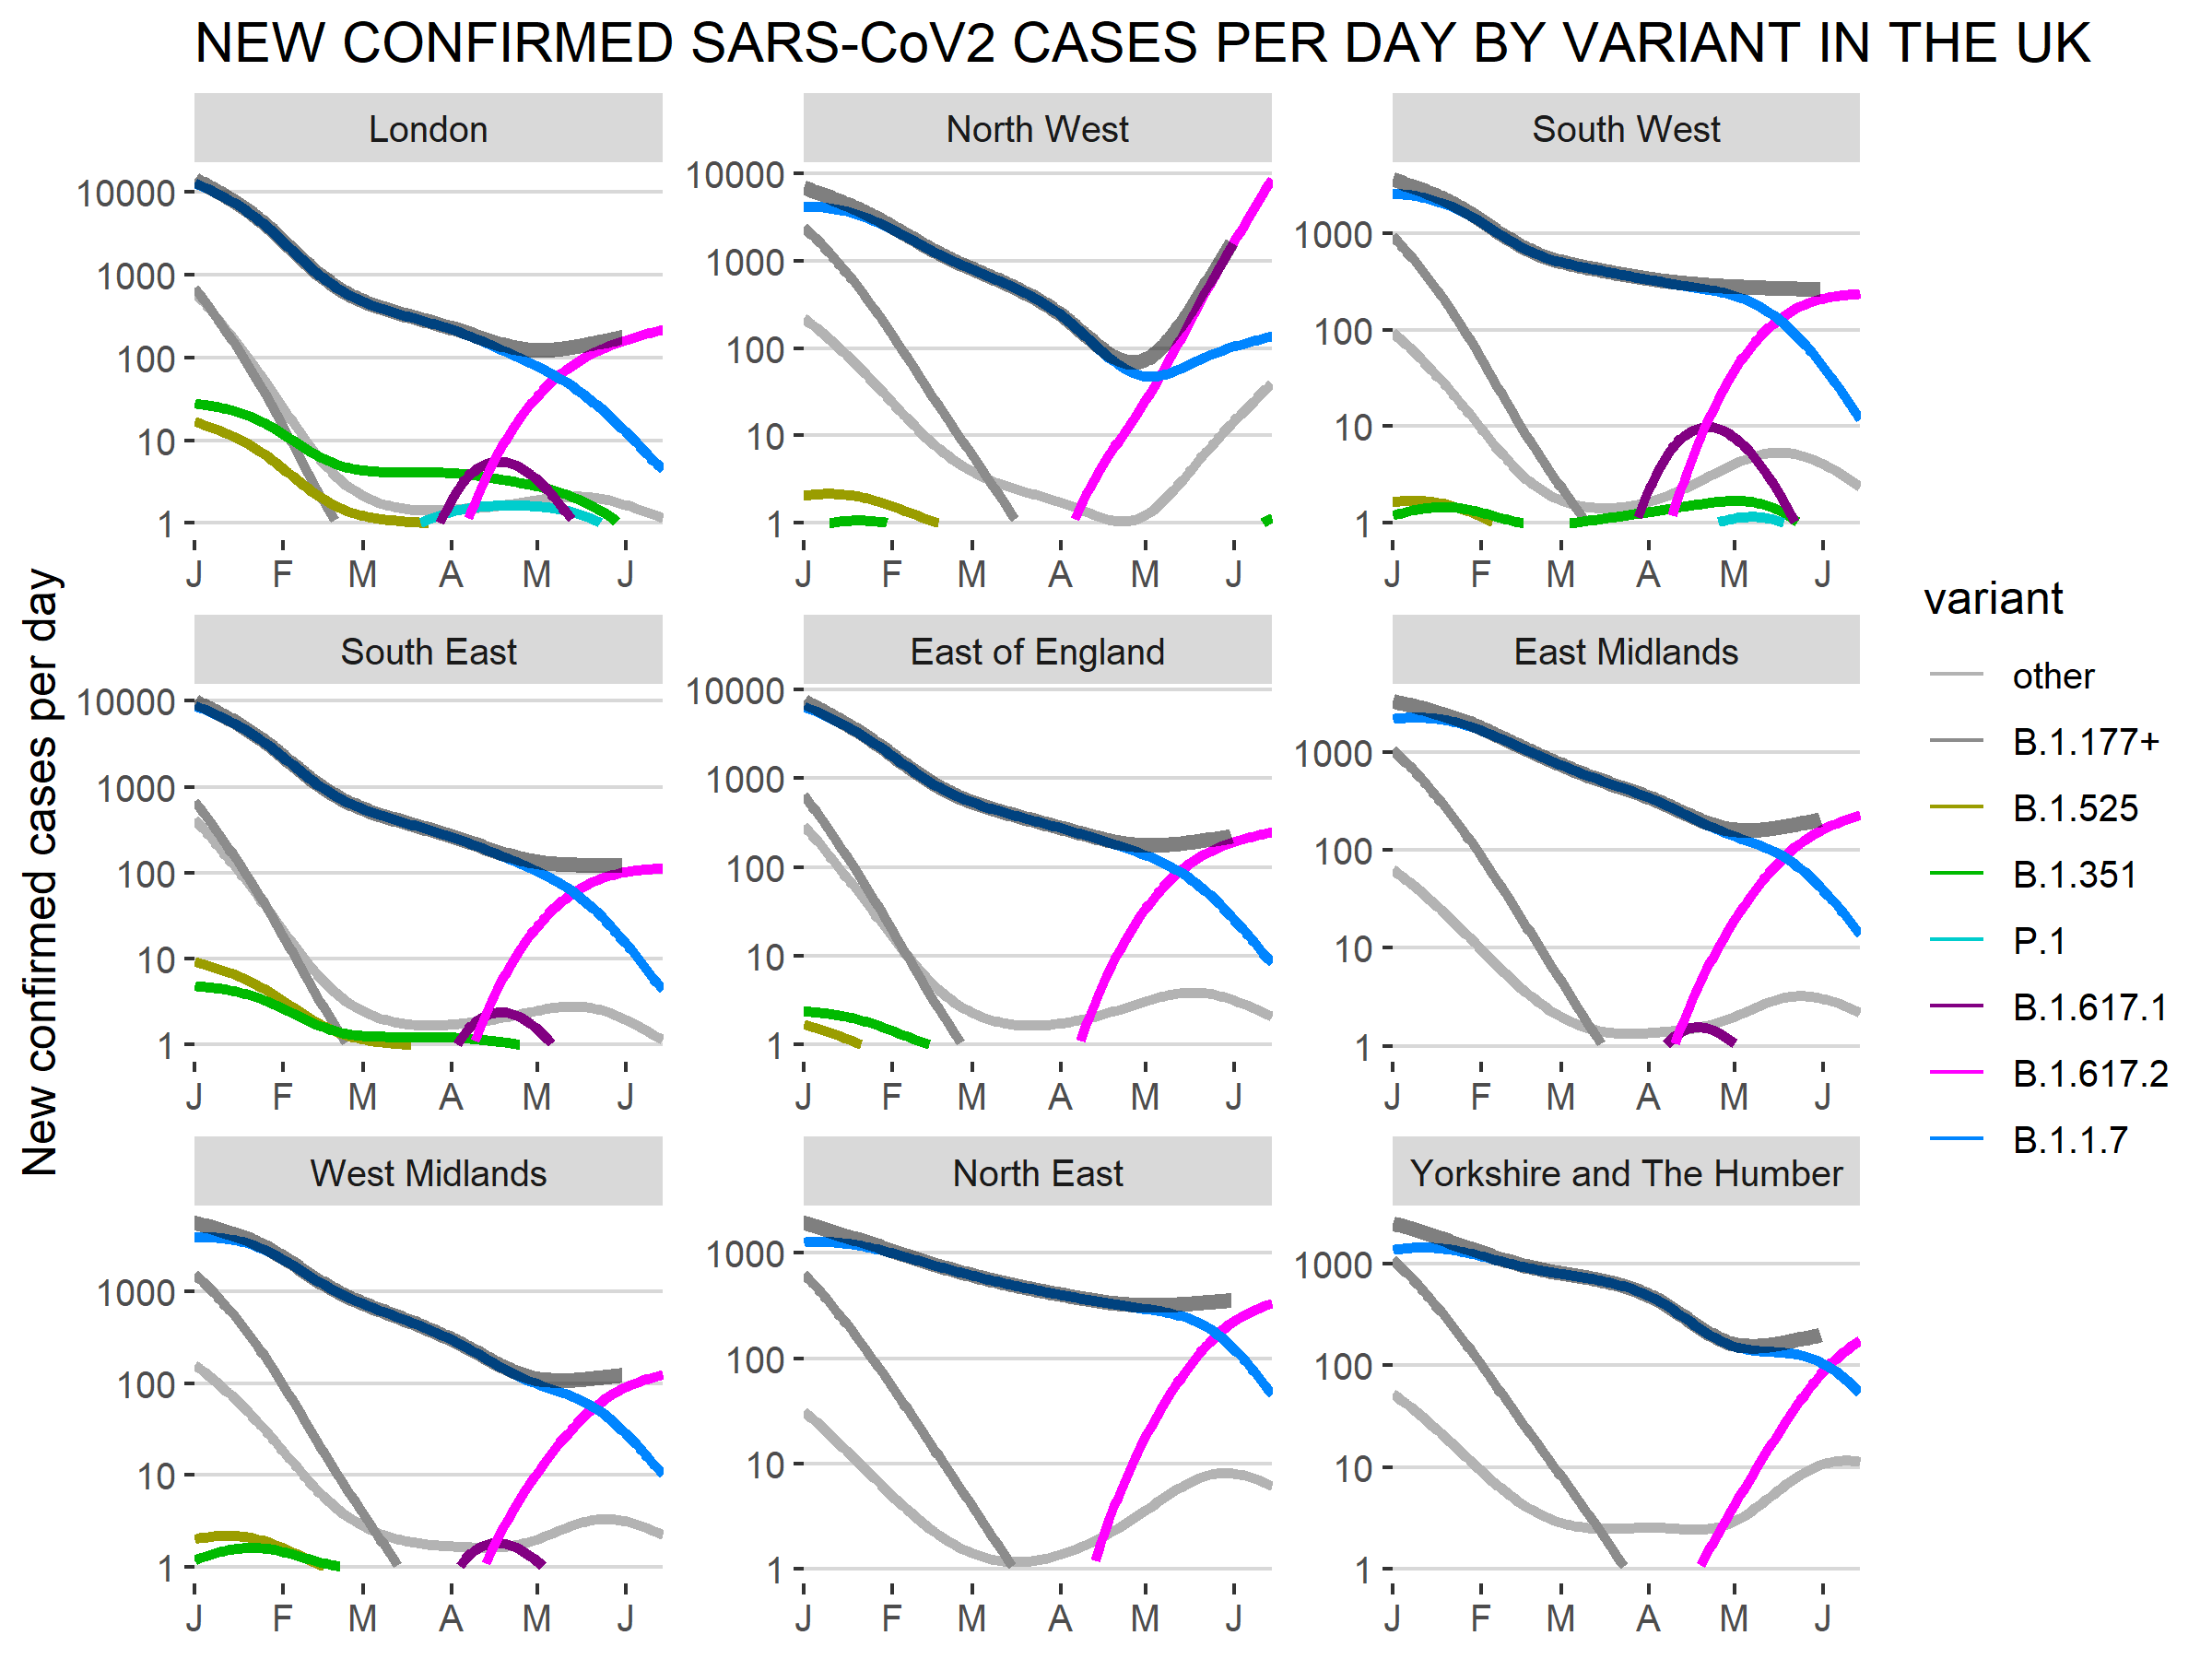 NEW CONFIRMED SARS-CoV2 CASES PER DAY BY VARIANT IN THE UK
New confirmed cases per day
London
10000
1000
100
10
1
J F M A M J
North West
10000
1000
100
10
1
J F M A M J
South West
1000
100
10
1
J F M A M J
South East
10000
1000
100
10
1
J F M A M J
East of England
10000
1000
100
10
1
J F M A M J
East Midlands
1000
100
10
1
J F M A M J
West Midlands
1000
100
10
1
J F M A M J
North East
1000
100
10
1
J F M A M J
Yorkshire and The Humber
1000
100
10
1
J F M A M J
variant
other
B.1.177+
B.1.525
B.1.351
P.1
B.1.617.1
B.1.617.2
B.1.1.7